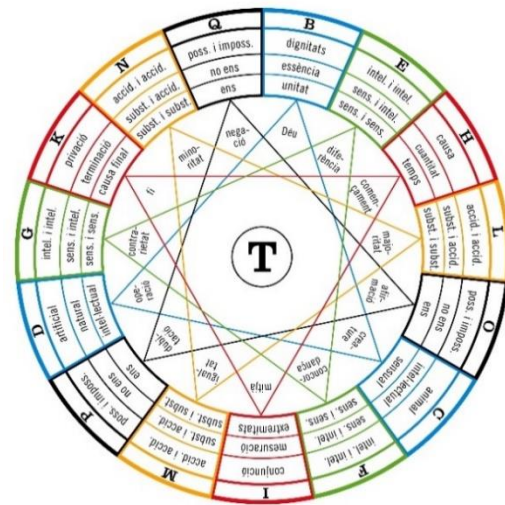 Q
poss. i imposs.
no ens
ens
nega-
ció
B
dignitats
essència
unitat
Dèu
E
intel. i intel.
sens. i intel.
sens. i sens.
dife-
rència
H
causa
cuantitat
temps
comen-
çament
L
accid. i accid.
subst. i accid.
subst. i subst.
majo-
ritat
O
poss. i imposs.
no ens
ens
afir-
mació
C
animal
intel·lectual
sensual
crea-
ture
F
intel. i intel.
sens. i intel.
sens. i sens.
concor-
dança
I
conjunció
mesuració
extremitats
mitja
M
accid. i accid.
subst. i accid.
subst. i subst.
igual-
tat
P
poss. i imposs.
no ens
ens
dubi-
tació
D
artificial
natural
intel·lectual
G
intel. i intel.
sens. i intel.
sens. i sens.
contra-
rietat
K
privació
terminació
causa final
fi
N
accid. i accid.
subst. i accid.
subst. i subst.
mino-
ritat
T